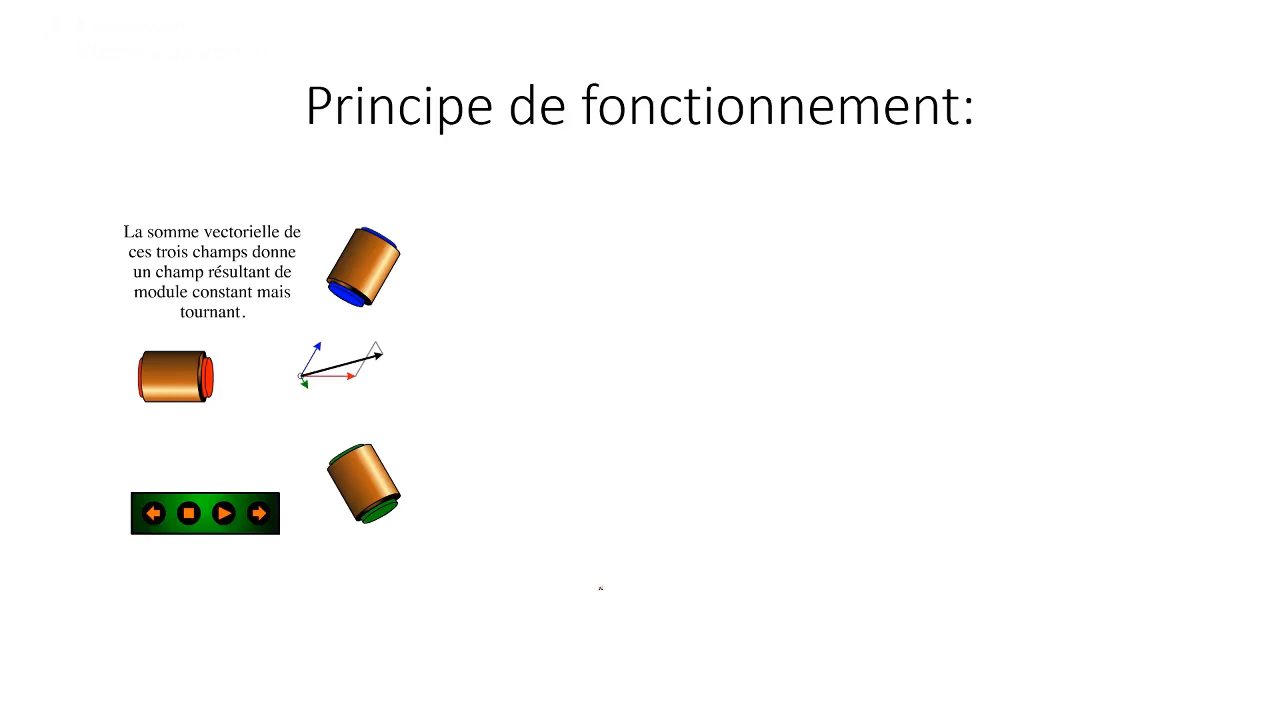 Principe de fonctionnement:
La somme vectorielle de
ces trois champs donne
un champ résultant de
module constant mais
tournant.